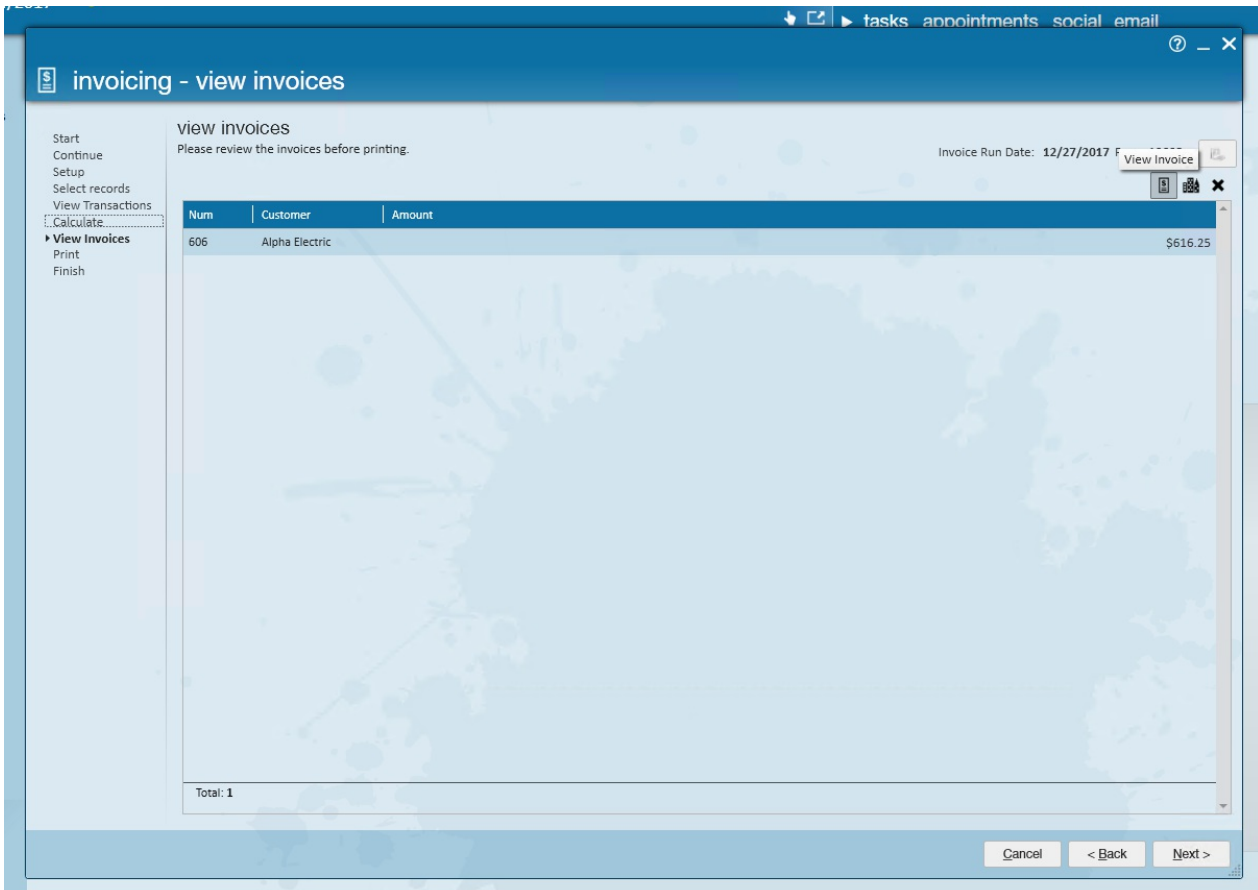 tasks appointments social email
invoicing - view invoices
Start
Continue
Setup
Select records
View Transactions
Calculate
View Invoices
Print
Finish
view invoices
Please review the invoices before printing.
Invoice Run Date: 12/27/2017
View Invoice
Num Customer Amount
606 Alpha Electric $616.25
Total: 1
Cancel < Back Next >